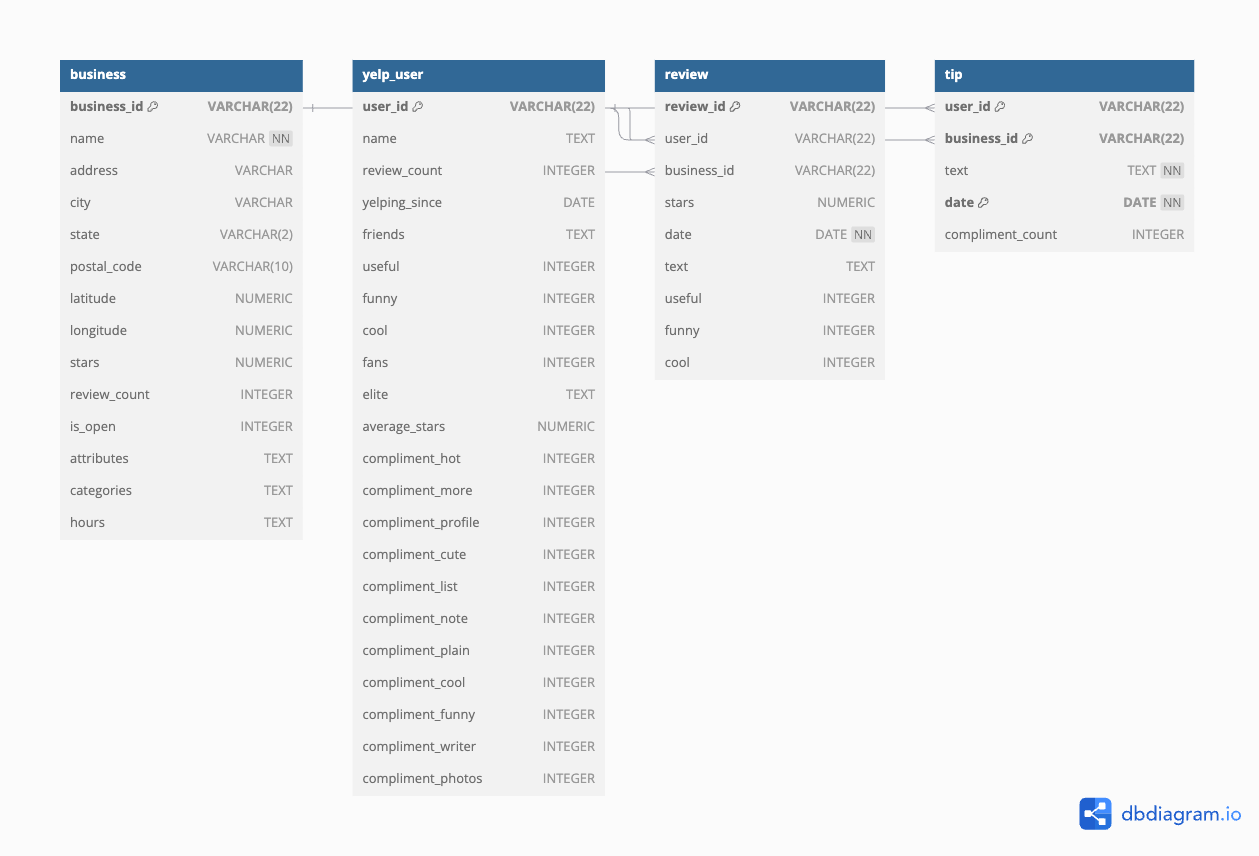 business
business_id VARCHAR(22)
name VARCHAR NN
address VARCHAR
city VARCHAR
state VARCHAR(2)
postal_code VARCHAR(10)
latitude NUMERIC
longitude NUMERIC
stars NUMERIC
review_count INTEGER
is_open INTEGER
attributes TEXT
categories TEXT
hours TEXT
yelp_user
user_id VARCHAR(22)
name TEXT
review_count INTEGER
yelping_since DATE
friends TEXT
useful INTEGER
funny INTEGER
cool INTEGER
fans INTEGER
elite TEXT
average_stars NUMERIC
compliment_hot INTEGER
compliment_more INTEGER
compliment_profile INTEGER
compliment_cute INTEGER
compliment_list INTEGER
compliment_note INTEGER
compliment_plain INTEGER
compliment_cool INTEGER
compliment_funny INTEGER
compliment_writer INTEGER
compliment_photos INTEGER
review
review_id VARCHAR(22)
user_id VARCHAR(22)
business_id VARCHAR(22)
stars NUMERIC
date DATE NN
text TEXT
useful INTEGER
funny INTEGER
cool INTEGER
tip
user_id VARCHAR(22)
business_id VARCHAR(22)
text TEXT NN
date DATE NN
compliment_count INTEGER
dbdiagram.io